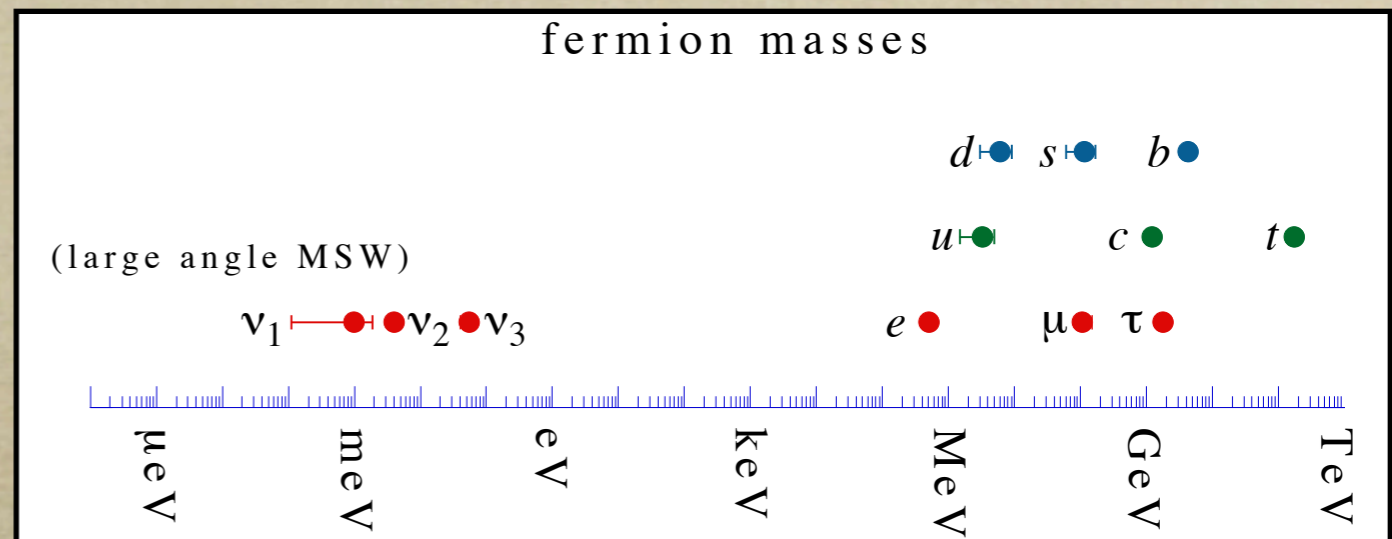 fermion masses
d s b
u c t
(large angle MSW)
ν1 ν2 ν3 e μ τ
μeV meV eV keV MeV GeV TeV